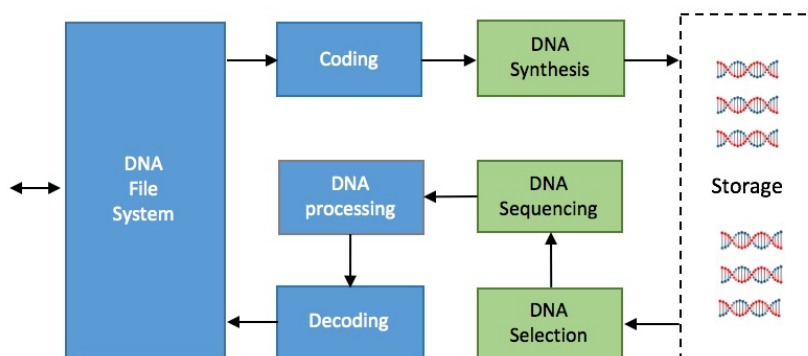 Coding
DNA
Synthesis
DNA
File
System
DNA
processing
DNA
Sequencing
Storage
Decoding
DNA
Selection